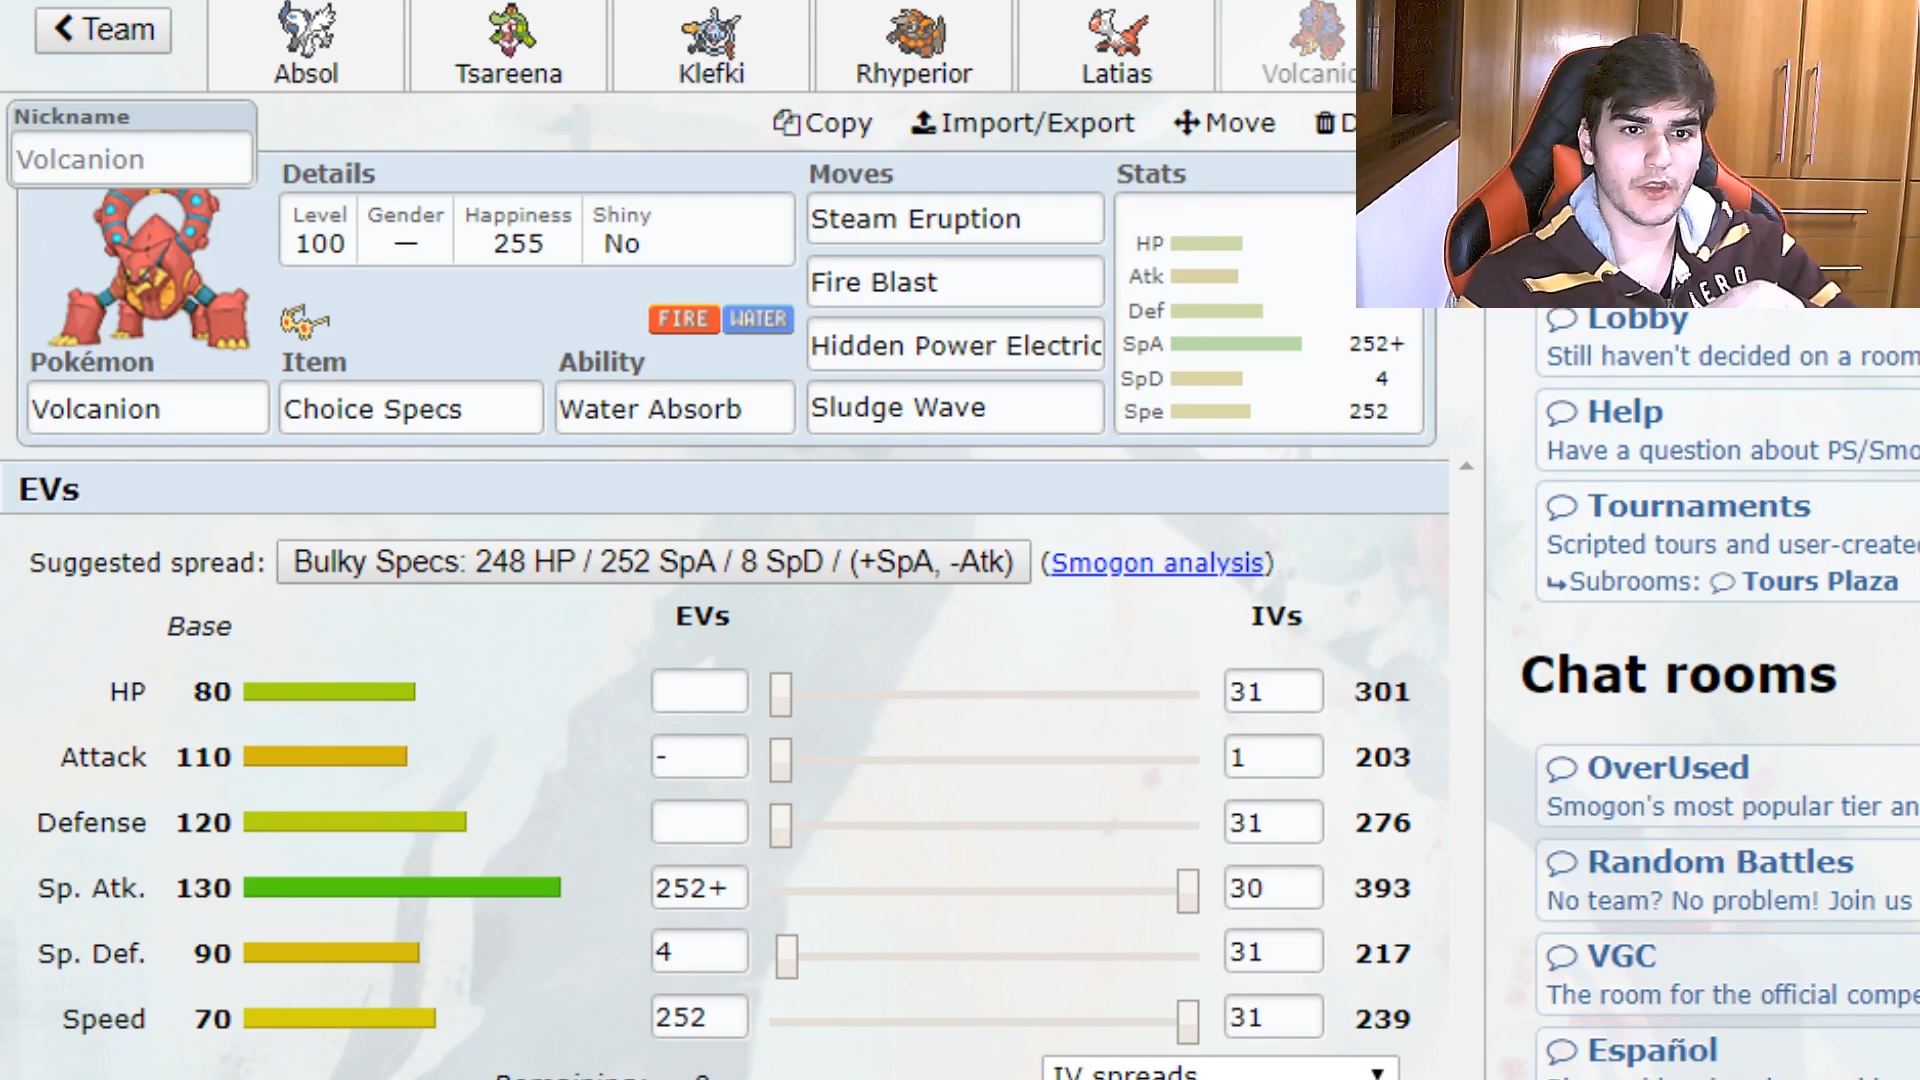 Team
Absol
Tsareena
Klefki
Rhyperior
Latias
Volcanio
Nickname
Volcanion
Copy
Import/Export
Move
D
Details
Level
100
Gender
—
Happiness
255
Shiny
No
FIRE
WATER
Pokémon
Volcanion
Item
Choice Specs
Ability
Water Absorb
Moves
Steam Eruption
Fire Blast
Hidden Power Electric
Sludge Wave
Stats
HP
Atk
Def
SpA 252+
SpD 4
Spe 252
AERO
EVs
Suggested spread: Bulky Specs: 248 HP / 252 SpA / 8 SpD / (+SpA, -Atk) (Smogon analysis)
Base EVs IVs
HP 80 31 301
Attack 110 - 1 203
Defense 120 31 276
Sp. Atk. 130 252+ 30 393
Sp. Def. 90 4 31 217
Speed 70 252 31 239
IV spreads
Lobby
Still haven't decided on a room
Help
Have a question about PS/Smo
Tournaments
Scripted tours and user-create
Subrooms: Tours Plaza
Chat rooms
OverUsed
Smogon's most popular tier an
Random Battles
No team? No problem! Join us
VGC
The room for the official compe
Español